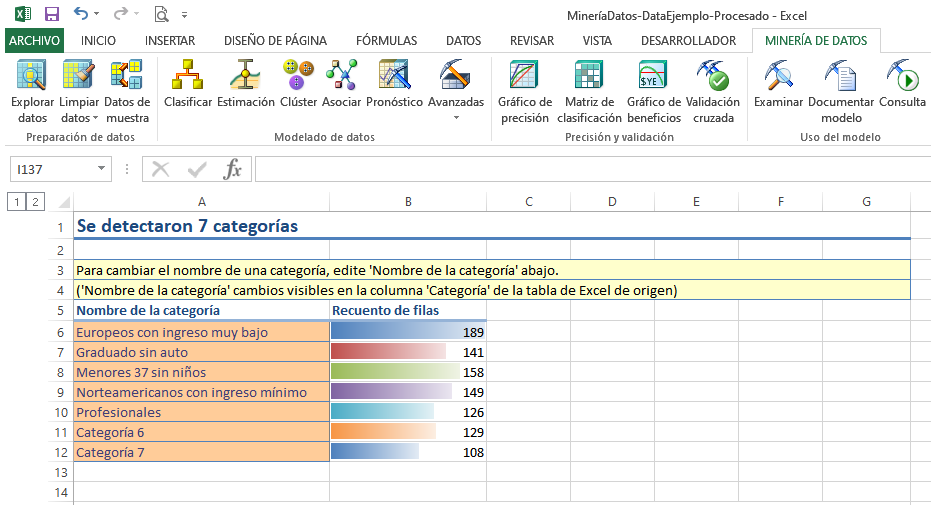 MineríaDatos-DataEjemplo-Procesado - Excel
ARCHIVO INICIO INSERTAR DISEÑO DE PÁGINA FÓRMULAS DATOS REVISAR VISTA DESARROLLADOR MINERÍA DE DATOS
Explorar datos Limpiar datos Datos de muestra Clasificar Estimación Clúster Asociar Pronóstico Avanzadas Gráfico de precisión Matriz de clasificación Gráfico de beneficios Validación cruzada Examinar Documentar modelo Consulta
Preparación de datos Modelado de datos Precisión y validación Uso del modelo
I137 fx
1 2 A B C D E F G
1 Se detectaron 7 categorías
2
3 Para cambiar el nombre de una categoría, edite 'Nombre de la categoría' abajo.
4 ('Nombre de la categoría' cambios visibles en la columna 'Categoría' de la tabla de Excel de origen)
5 Nombre de la categoría Recuento de filas
6 Europeos con ingreso muy bajo 189
7 Graduado sin auto 141
8 Menores 37 sin niños 158
9 Norteamericanos con ingreso mínimo 149
10 Profesionales 126
11 Categoría 6 129
12 Categoría 7 108
13
14